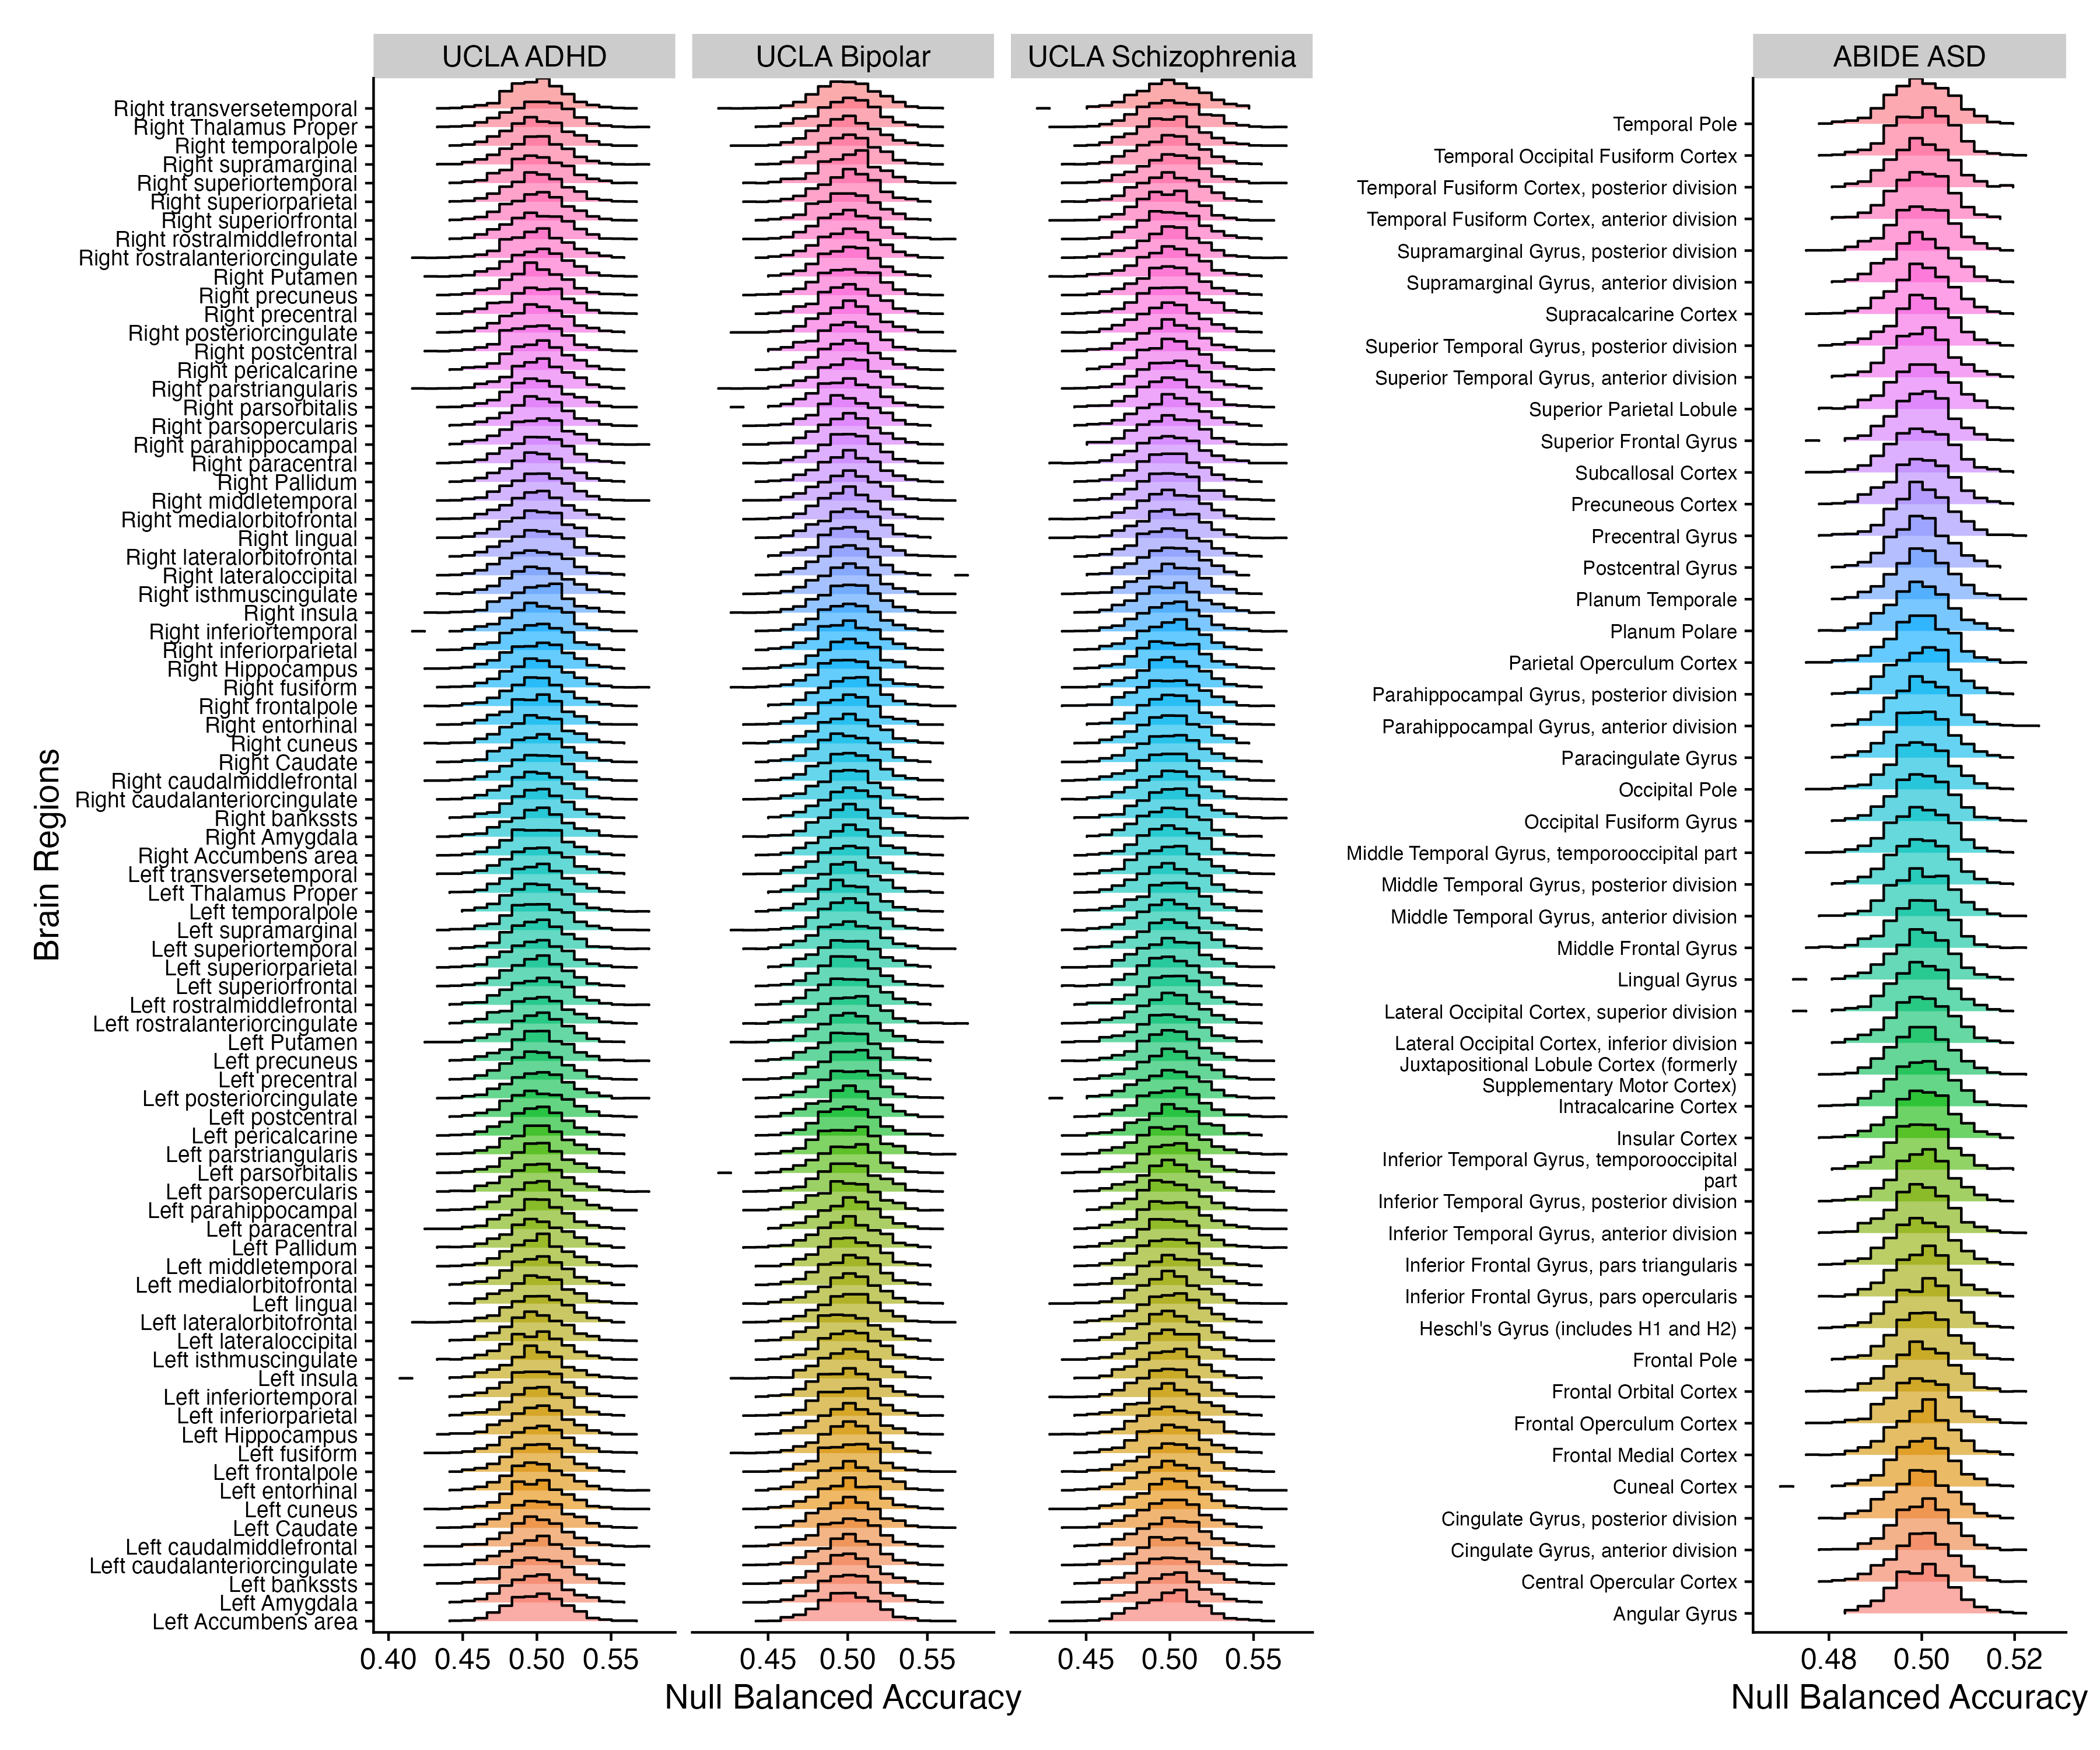 UCLA ADHD
UCLA Bipolar
UCLA Schizophrenia
ABIDE ASD
Brain Regions
Right transversetemporal
Right Thalamus Proper
Right temporalpole
Right supramarginal
Right superiortemporal
Right superiorparietal
Right superiorfrontal
Right rostralmiddlefrontal
Right rostralanteriorcingulate
Right Putamen
Right precuneus
Right precentral
Right posteriorcingulate
Right postcentral
Right pericalcarine
Right parstriangularis
Right parsorbitalis
Right parsopercularis
Right parahippocampal
Right paracentral
Right Pallidum
Right middletemporal
Right medialorbitofrontal
Right lingual
Right lateralorbitofrontal
Right lateraloccipital
Right isthmuscingulate
Right insula
Right inferiortemporal
Right inferiorparietal
Right Hippocampus
Right fusiform
Right frontalpole
Right entorhinal
Right cuneus
Right Caudate
Right caudalmiddlefrontal
Right caudalanteriorcingulate
Right bankssts
Right Amygdala
Right Accumbens area
Left transversetemporal
Left Thalamus Proper
Left temporalpole
Left supramarginal
Left superiortemporal
Left superiorparietal
Left superiorfrontal
Left rostralmiddlefrontal
Left rostralanteriorcingulate
Left Putamen
Left precuneus
Left precentral
Left posteriorcingulate
Left postcentral
Left pericalcarine
Left parstriangularis
Left parsorbitalis
Left parsopercularis
Left parahippocampal
Left paracentral
Left Pallidum
Left middletemporal
Left medialorbitofrontal
Left lingual
Left lateralorbitofrontal
Left lateraloccipital
Left isthmuscingulate
Left insula
Left inferiortemporal
Left inferiorparietal
Left Hippocampus
Left fusiform
Left frontalpole
Left entorhinal
Left cuneus
Left Caudate
Left caudalmiddlefrontal
Left caudalanteriorcingulate
Left bankssts
Left Amygdala
Left Accumbens area
0.40 0.45 0.50 0.55
0.45 0.50 0.55
0.45 0.50 0.55
Null Balanced Accuracy
Temporal Pole
Temporal Occipital Fusiform Cortex
Temporal Fusiform Cortex, posterior division
Temporal Fusiform Cortex, anterior division
Supramarginal Gyrus, posterior division
Supramarginal Gyrus, anterior division
Supracalcarine Cortex
Superior Temporal Gyrus, posterior division
Superior Temporal Gyrus, anterior division
Superior Parietal Lobule
Superior Frontal Gyrus
Subcallosal Cortex
Precuneous Cortex
Precentral Gyrus
Postcentral Gyrus
Planum Temporale
Planum Polare
Parietal Operculum Cortex
Parahippocampal Gyrus, posterior division
Parahippocampal Gyrus, anterior division
Paracingulate Gyrus
Occipital Pole
Occipital Fusiform Gyrus
Middle Temporal Gyrus, temporooccipital part
Middle Temporal Gyrus, posterior division
Middle Temporal Gyrus, anterior division
Middle Frontal Gyrus
Lingual Gyrus
Lateral Occipital Cortex, superior division
Lateral Occipital Cortex, inferior division
Juxtapositional Lobule Cortex (formerly
Supplementary Motor Cortex)
Intracalcarine Cortex
Insular Cortex
Inferior Temporal Gyrus, temporooccipital
part
Inferior Temporal Gyrus, posterior division
Inferior Temporal Gyrus, anterior division
Inferior Frontal Gyrus, pars triangularis
Inferior Frontal Gyrus, pars opercularis
Heschl's Gyrus (includes H1 and H2)
Frontal Pole
Frontal Orbital Cortex
Frontal Operculum Cortex
Frontal Medial Cortex
Cuneal Cortex
Cingulate Gyrus, posterior division
Cingulate Gyrus, anterior division
Central Opercular Cortex
Angular Gyrus
0.48 0.50 0.52
Null Balanced Accuracy